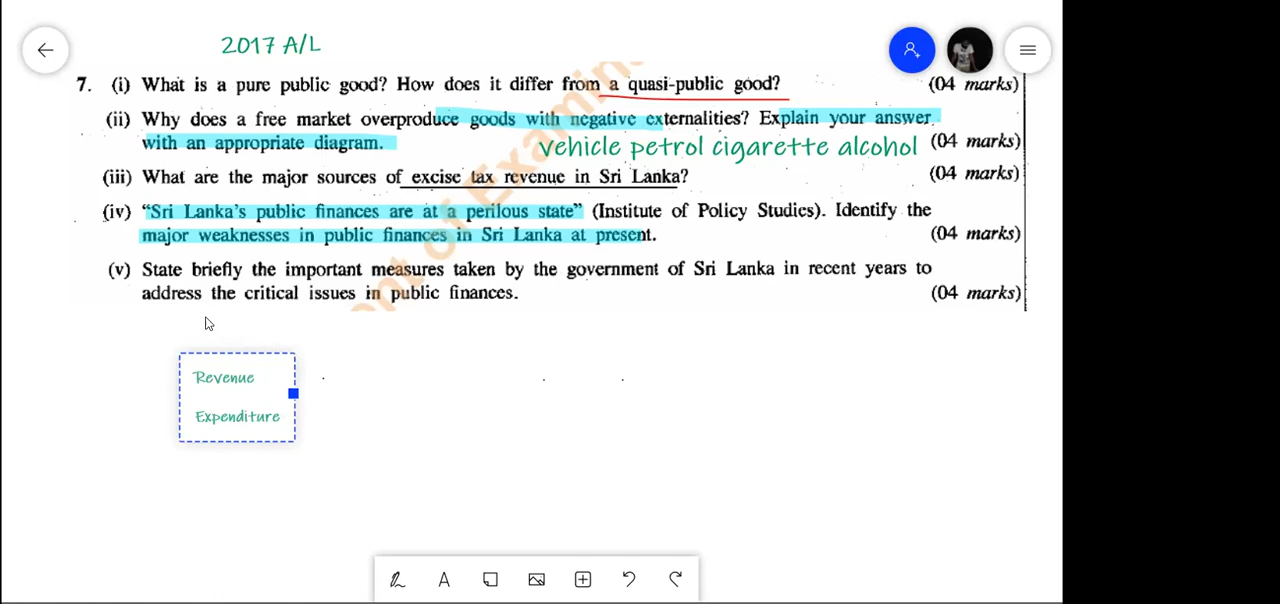 2017 A/L
7. (i) What is a pure public good? How does it differ from a quasi-public good? (04 marks)
(ii) Why does a free market overproduce goods with negative externalities? Explain your answer
with an appropriate diagram. (04 marks)
vehicle petrol cigarette alcohol
(iii) What are the major sources of excise tax revenue in Sri Lanka? (04 marks)
(iv) “Sri Lanka’s public finances are at a perilous state” (Institute of Policy Studies). Identify the
major weaknesses in public finances in Sri Lanka at present. (04 marks)
(v) State briefly the important measures taken by the government of Sri Lanka in recent years to
address the critical issues in public finances. (04 marks)
Revenue
Expenditure
A